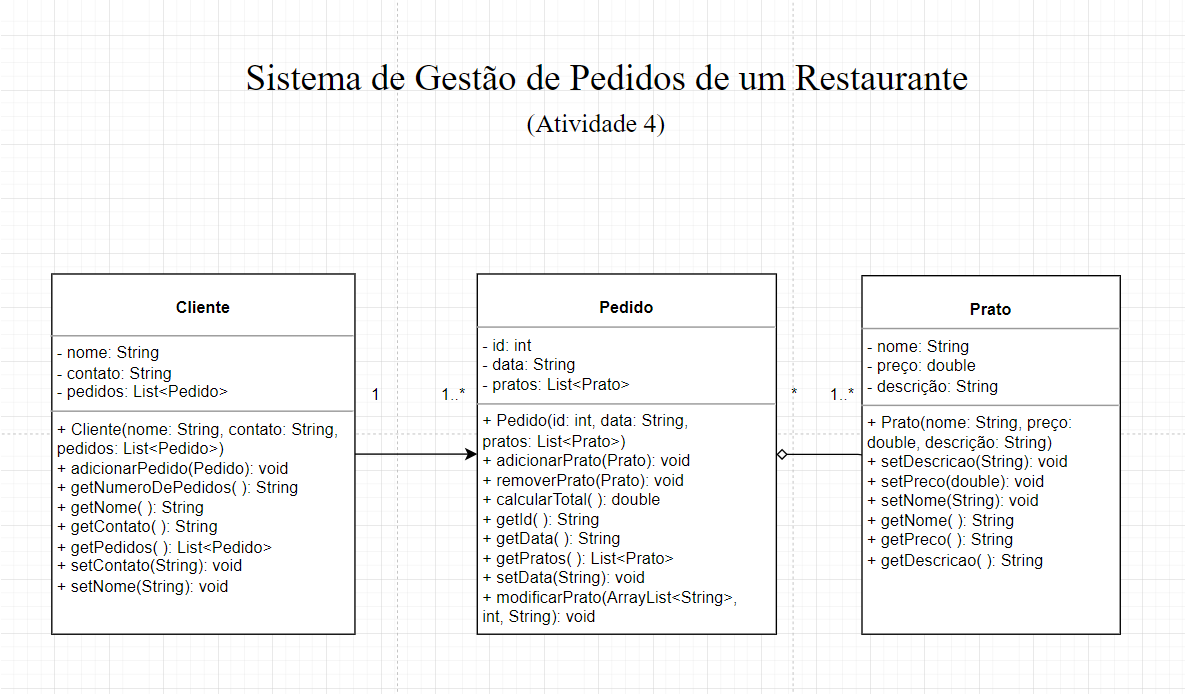 Sistema de Gestão de Pedidos de um Restaurante
(Atividade 4)
Cliente
- nome: String
- contato: String
- pedidos: List<Pedido>
+ Cliente(nome: String, contato: String,
pedidos: List<Pedido>)
+ adicionarPedido(Pedido): void
+ getNumeroDePedidos( ): String
+ getNome( ): String
+ getContato( ): String
+ getPedidos( ): List<Pedido>
+ setContato(String): void
+ setNome(String): void
1
1..*
Pedido
- id: int
- data: String
- pratos: List<Prato>
+ Pedido(id: int, data: String,
pratos: List<Prato>)
+ adicionarPrato(Prato): void
+ removerPrato(Prato): void
+ calcularTotal( ): double
+ getId( ): String
+ getData( ): String
+ getPratos( ): List<Prato>
+ setData(String): void
+ modificarPrato(ArrayList<String>,
int, String): void
*
1..*
Prato
- nome: String
- preço: double
- descrição: String
+ Prato(nome: String, preço:
double, descrição: String)
+ setDescricao(String): void
+ setPreco(double): void
+ setNome(String): void
+ getNome( ): String
+ getPreco( ): String
+ getDescricao( ): String